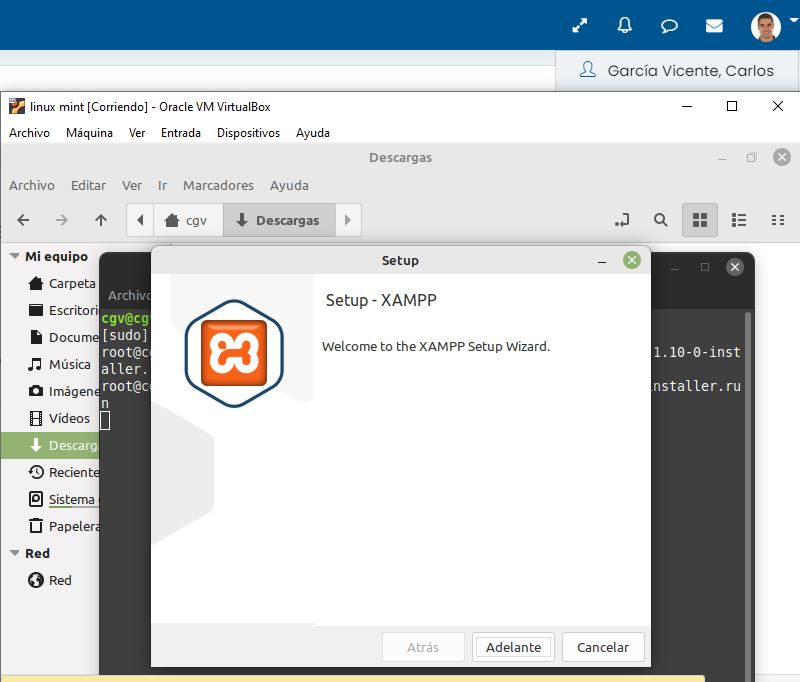 García Vicente, Carlos
linux mint [Corriendo] - Oracle VM VirtualBox
Archivo Máquina Ver Entrada Dispositivos Ayuda
Descargas
Archivo Editar Ver Ir Marcadores Ayuda
cgv Descargas
Mi equipo
Carpeta
Escritori
Docume
Música
Imágene
Vídeos
Descarg
Reciente
Sistema
Papelera
Red
Red
Archivo
cgv@cg
[sudo]
root@c
1.10-0-inst
aller.
root@c
nstaller.ru
n
Setup
Setup - XAMPP
Welcome to the XAMPP Setup Wizard.
Atrás Adelante Cancelar